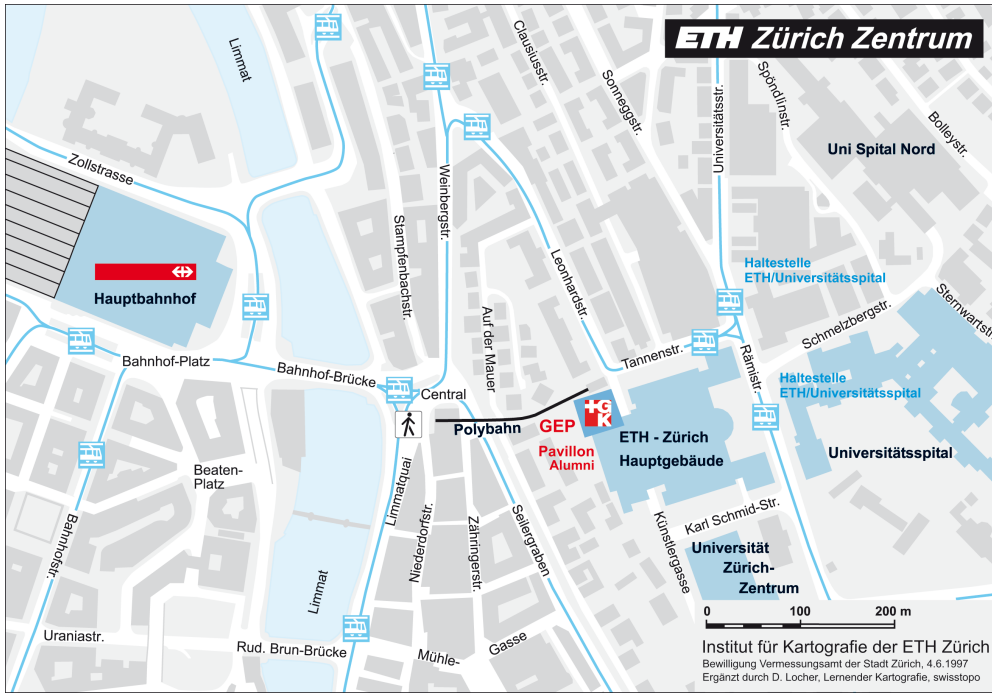 ETH Zürich Zentrum
Limmat
Clausiusstr.
Sonneggstr.
Universitätsstr.
Spöndlinstr.
Bolleystr.
Uni Spital Nord
Zollstrasse
Weinbergstr.
Stampfenbachstr.
Leonhardstr.
Haltestelle
ETH/Universitätsspital
Hauptbahnhof
Auf der Mauer
Sternwartstr
Schmelzbergstr.
Tannenstr.
Rämistr.
Bahnhof-Platz
Bahnhof-Brücke
Central
Haltestelle
ETH/Universitätsspital
Polybahn
GEP
+G
K
Pavillon
Alumni
ETH - Zürich
Hauptgebäude
Universitätsspital
Beaten-
Platz
Limmatquai
Niederdorfstr.
Zähringerstr.
Seilergraben
Künstlergasse
Karl Schmid-Str.
Bahnhofstr.
Limmat
Universität
Zürich-
Zentrum
0 100 200 m
Uraniastr.
Rud. Brun-Brücke
Mühle-
Gasse
Institut für Kartografie der ETH Zürich
Bewilligung Vermessungsamt der Stadt Zürich, 4.6.1997
Ergänzt durch D. Locher, Lernender Kartografie, swisstopo